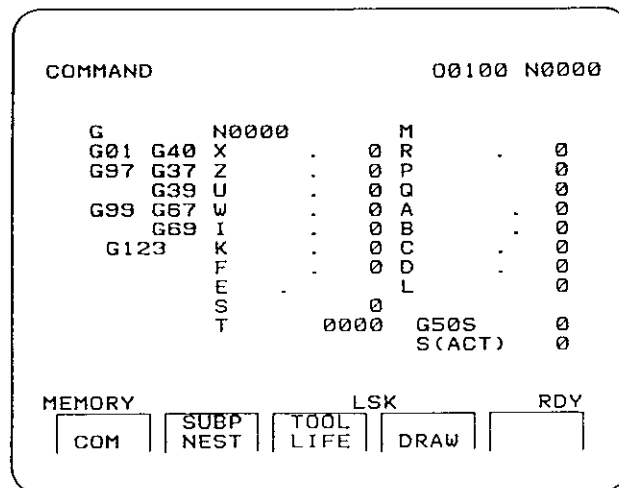 COMMAND O0100 N0000
G N0000 M
G01 G40 X . 0 R . 0
G97 G37 Z . 0 P 0
G39 U . 0 Q 0
G99 G67 W . 0 A . 0
G69 I . 0 B . 0
G123 K . 0 C . 0
F . 0 D . 0
E . L 0
S 0
T 0000 G50S 0
S(ACT) 0
MEMORY LSK RDY
COM SUBP NEST TOOL LIFE DRAW